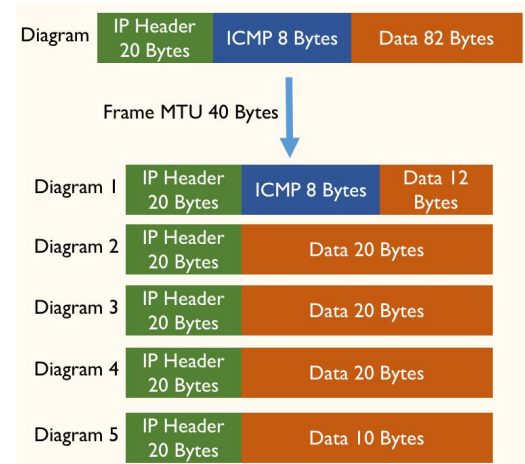 Diagram
IP Header
20 Bytes
ICMP 8 Bytes
Data 82 Bytes
Frame MTU 40 Bytes
Diagram 1
IP Header
20 Bytes
ICMP 8 Bytes
Data 12
Bytes
Diagram 2
IP Header
20 Bytes
Data 20 Bytes
Diagram 3
IP Header
20 Bytes
Data 20 Bytes
Diagram 4
IP Header
20 Bytes
Data 20 Bytes
Diagram 5
IP Header
20 Bytes
Data 10 Bytes